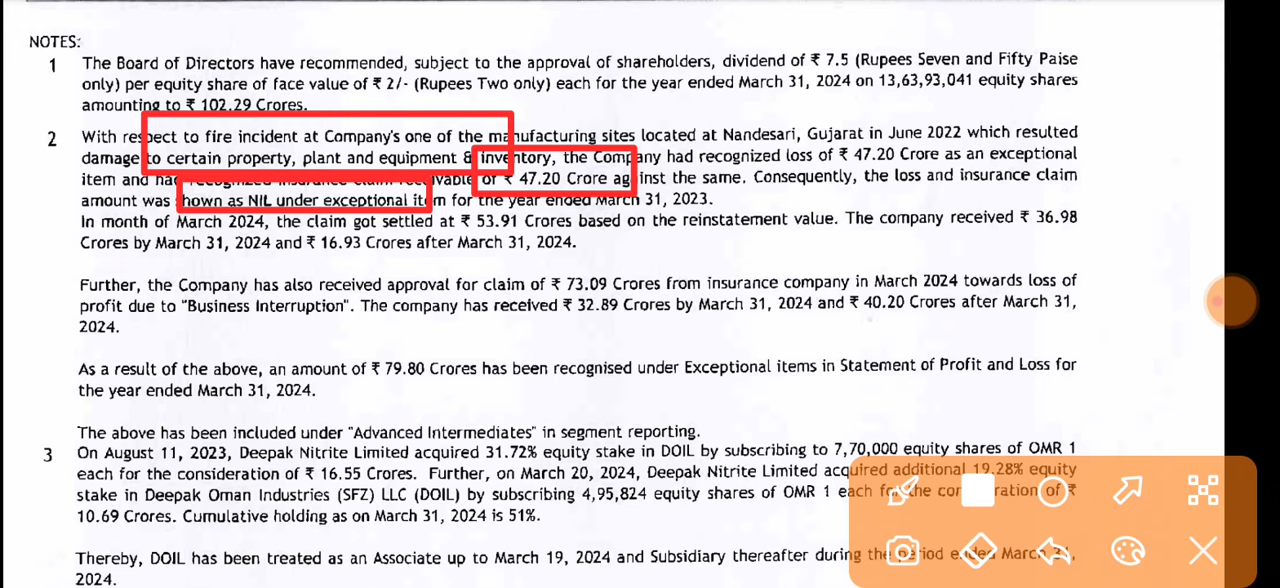 NOTES:
1 The Board of Directors have recommended, subject to the approval of shareholders, dividend of ₹ 7.5 (Rupees Seven and Fifty Paise
only) per equity share of face value of ₹ 2/- (Rupees Two only) each for the year ended March 31, 2024 on 13,63,93,041 equity shares
amounting to ₹ 102.29 Crores.
2 With respect to fire incident at Company's one of the manufacturing sites located at Nandesari, Gujarat in June 2022 which resulted
damage to certain property, plant and equipment & inventory, the Company had recognized loss of ₹ 47.20 Crore as an exceptional
item and had recognized insurance claim receivable of ₹ 47.20 Crore against the same. Consequently, the loss and insurance claim
amount was shown as NIL under exceptional item for the year ended March 31, 2023.
In month of March 2024, the claim got settled at ₹ 53.91 Crores based on the reinstatement value. The company received ₹ 36.98
Crores by March 31, 2024 and ₹ 16.93 Crores after March 31, 2024.
Further, the Company has also received approval for claim of ₹ 73.09 Crores from insurance company in March 2024 towards loss of
profit due to "Business Interruption". The company has received ₹ 32.89 Crores by March 31, 2024 and ₹ 40.20 Crores after March 31,
2024.
As a result of the above, an amount of ₹ 79.80 Crores has been recognised under Exceptional items in Statement of Profit and Loss for
the year ended March 31, 2024.
The above has been included under "Advanced Intermediates" in segment reporting.
3 On August 11, 2023, Deepak Nitrite Limited acquired 31.72% equity stake in DOIL by subscribing to 7,70,000 equity shares of OMR 1
each for the consideration of ₹ 16.55 Crores. Further, on March 20, 2024, Deepak Nitrite Limited acquired additional 19.28% equity
stake in Deepak Oman Industries (SFZ) LLC (DOIL) by subscribing 4,95,824 equity shares of OMR 1 each for the consideration of ₹
10.69 Crores. Cumulative holding as on March 31, 2024 is 51%.
Thereby, DOIL has been treated as an Associate up to March 19, 2024 and Subsidiary thereafter during the period ended March 31,
2024.